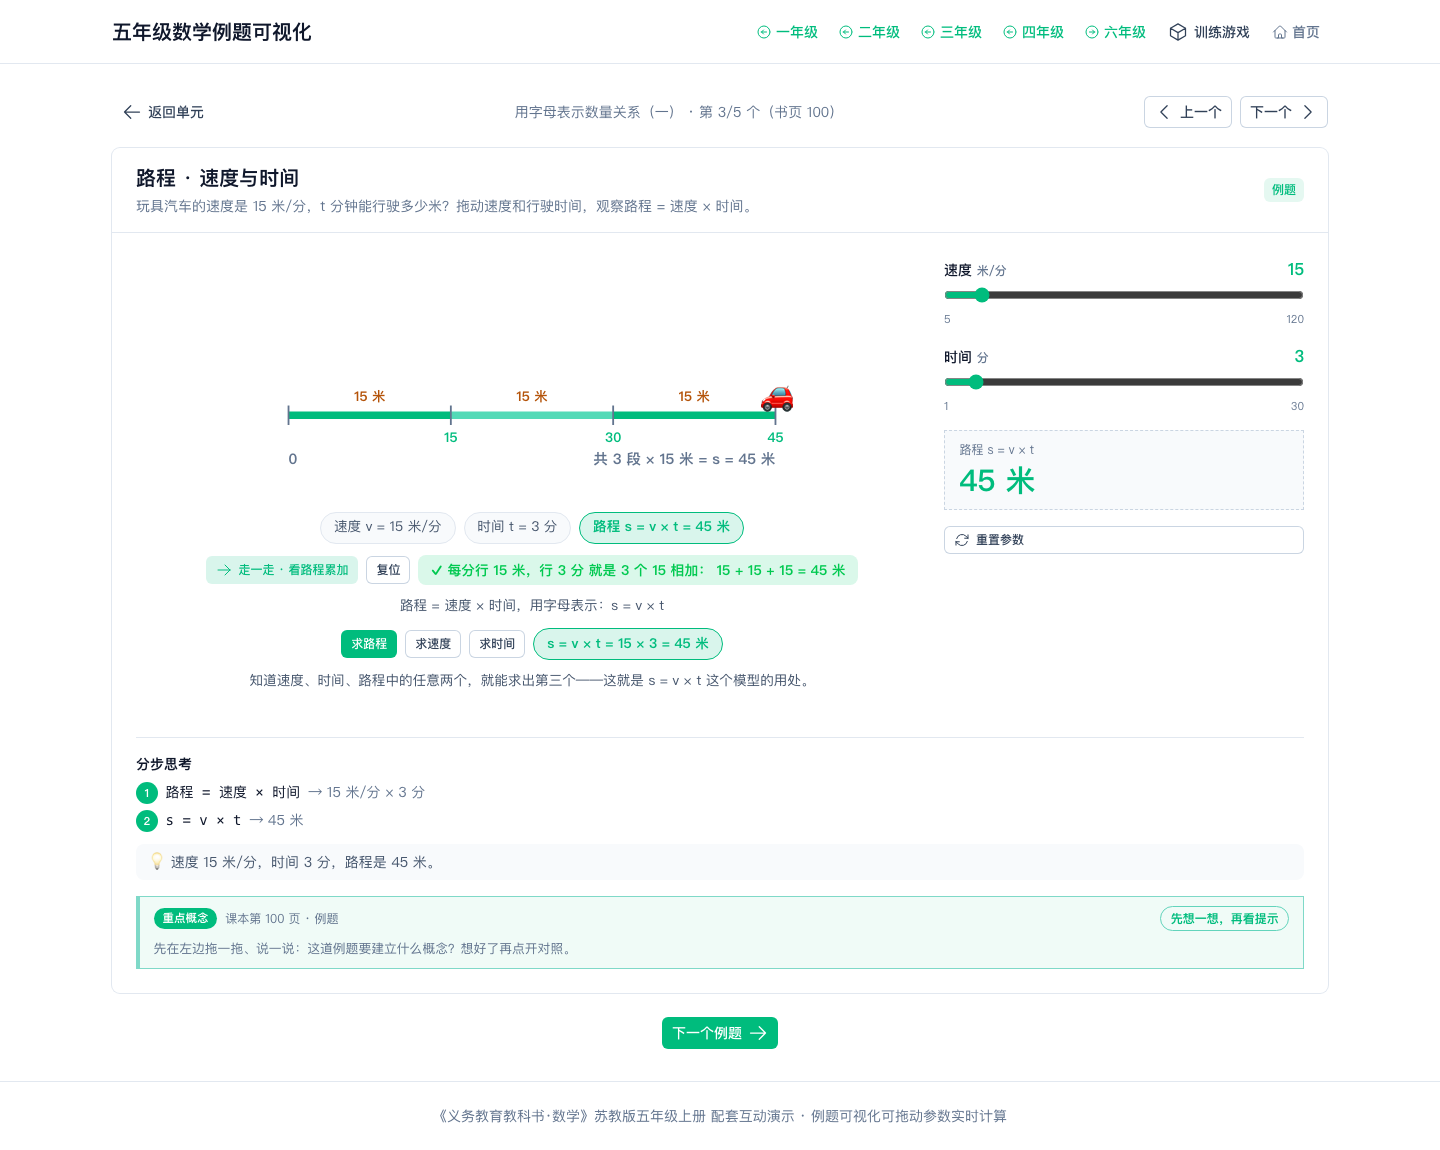 五年级数学例题可视化
一年级 二年级 三年级 四年级 六年级 训练游戏 首页
返回单元 用字母表示数量关系（一） · 第 3/5 个（书页 100） 上一个 下一个
路程 · 速度与时间
玩具汽车的速度是 15 米/分，t 分钟能行驶多少米？拖动速度和行驶时间，观察路程 = 速度 × 时间。
例题
15 米 15 米 15 米
15 30 45
0 共 3 段 × 15 米 = s = 45 米
速度 v = 15 米/分 时间 t = 3 分 路程 s = v × t = 45 米
走一走 · 看路程累加 复位 ✓ 每分行 15 米，行 3 分 就是 3 个 15 相加： 15 + 15 + 15 = 45 米
路程 = 速度 × 时间，用字母表示：s = v × t
求路程 求速度 求时间 s = v × t = 15 × 3 = 45 米
知道速度、时间、路程中的任意两个，就能求出第三个——这就是 s = v × t 这个模型的用处。
速度 米/分 15
5 120
时间 分 3
1 30
路程 s = v × t
45 米
重置参数
分步思考
1 路程 = 速度 × 时间 → 15 米/分 × 3 分
2 s = v × t → 45 米
💡 速度 15 米/分，时间 3 分，路程是 45 米。
重点概念 课本第 100 页 · 例题 先想一想，再看提示
先在左边拖一拖、说一说：这道例题要建立什么概念？想好了再点开对照。
下一个例题
《义务教育教科书·数学》苏教版五年级上册 配套互动演示 · 例题可视化可拖动参数实时计算